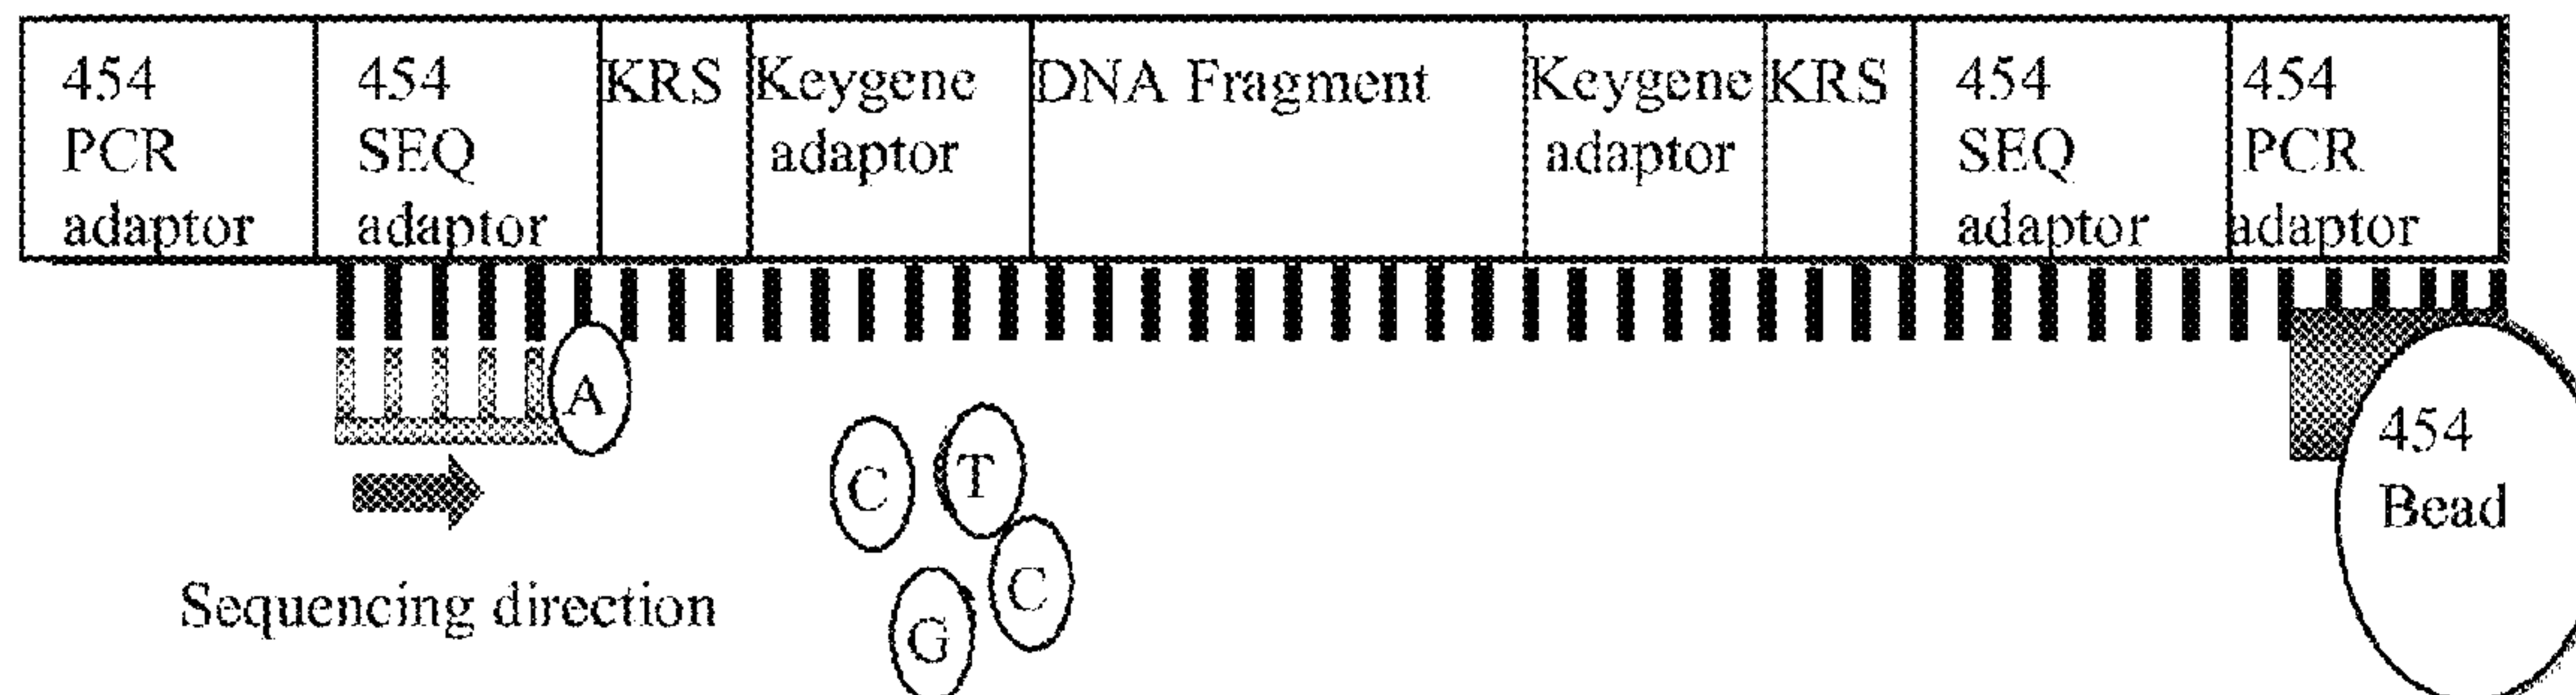 454
PCR
adaptor
454
SEQ
adaptor
KRS
Keygene
adaptor
DNA Fragment
Keygene
adaptor
KRS
454
SEQ
adaptor
454
PCR
adaptor
A
C
T
C
G
454
Bead
Sequencing direction